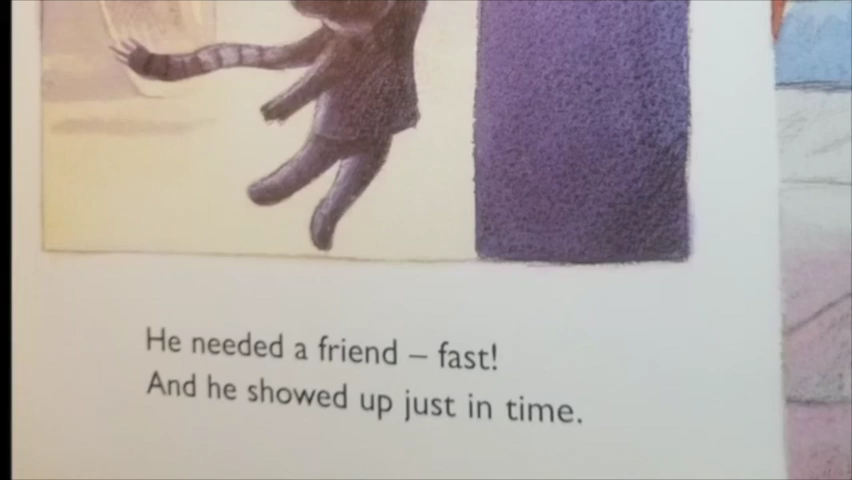 He needed a friend – fast!
And he showed up just in time.